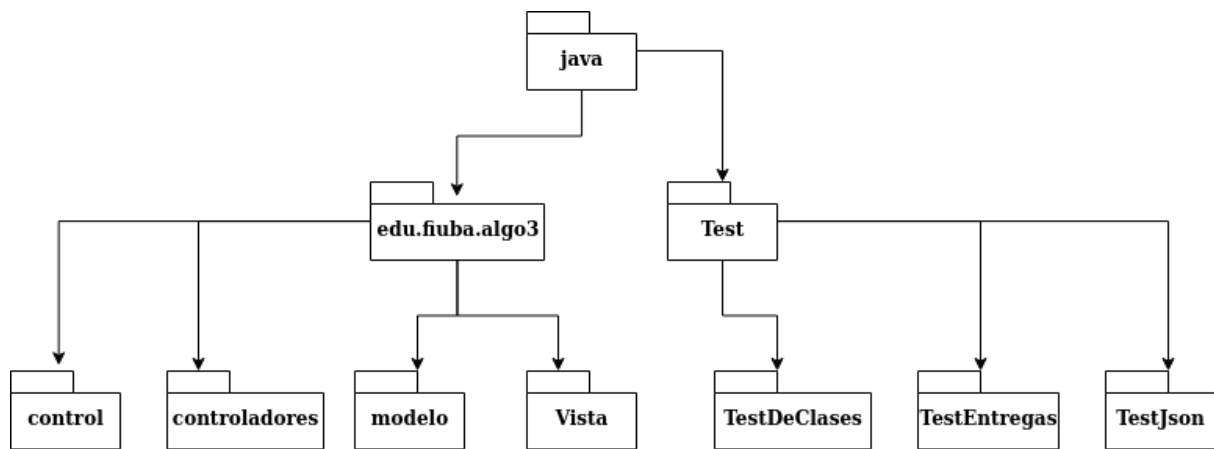 java
edu.fiuba.algo3
Test
control
controladores
modelo
Vista
TestDeClases
TestEntregas
TestJson